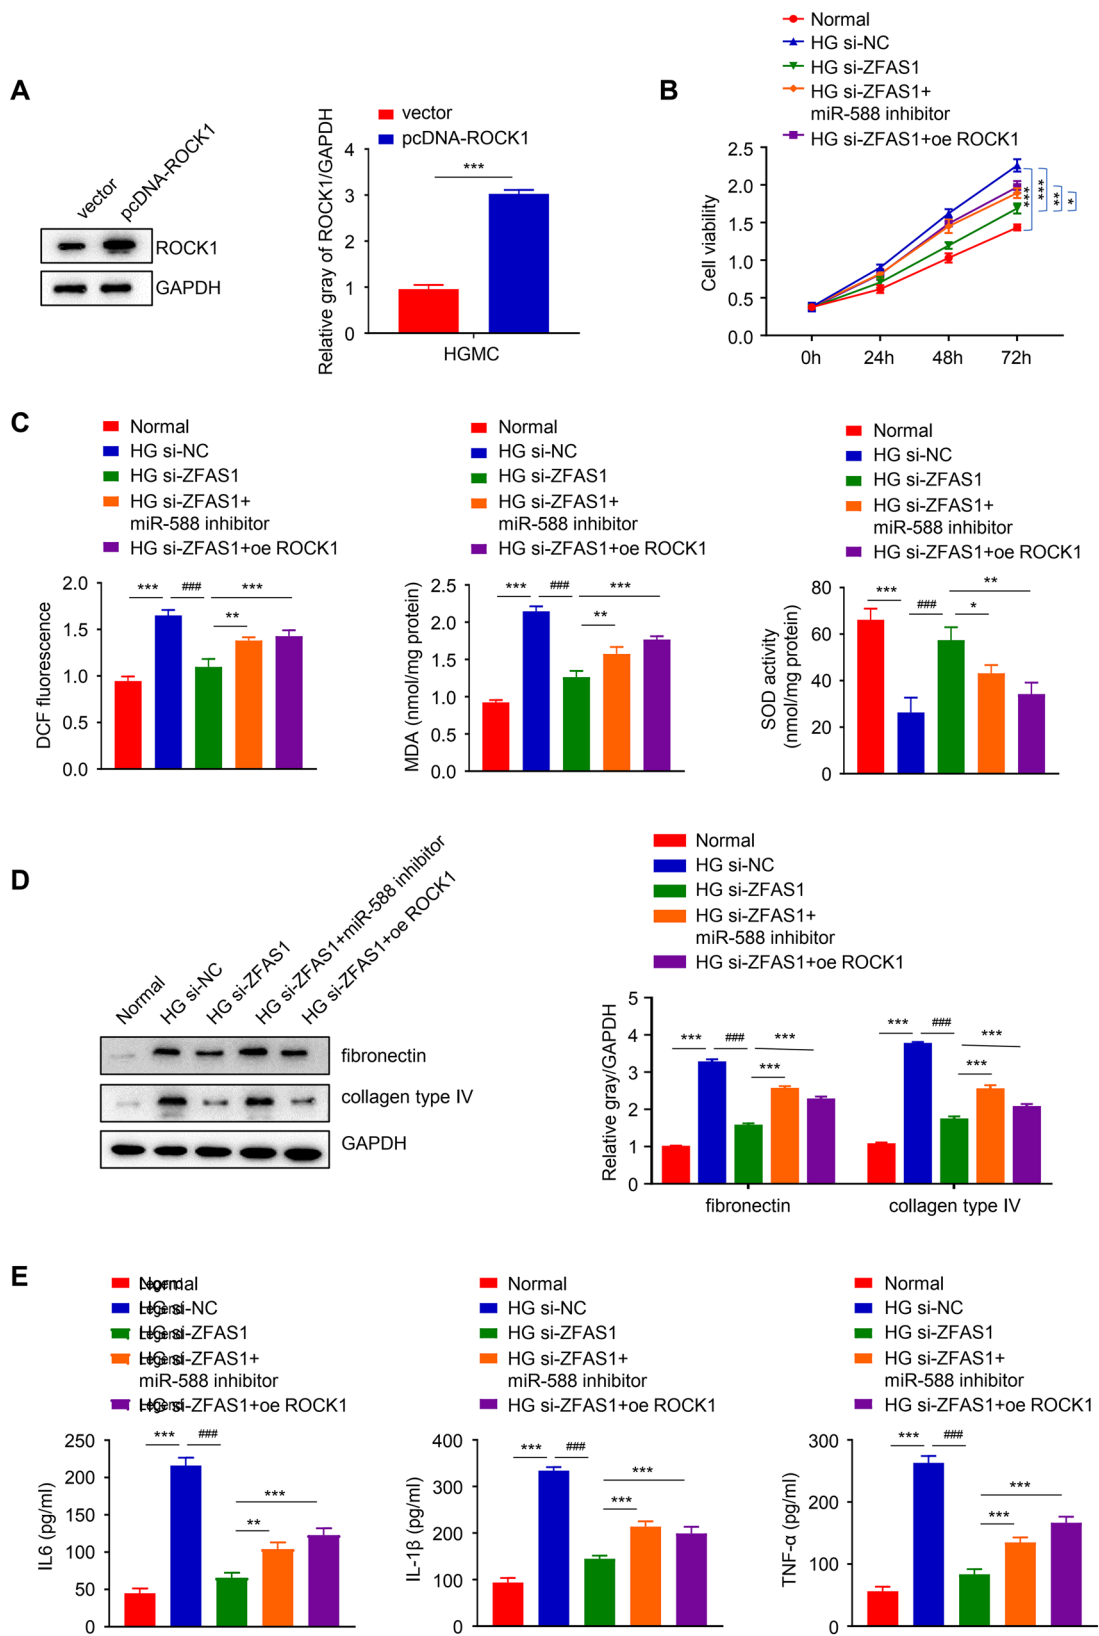 A
vector
pcDNA-ROCK1
ROCK1
GAPDH
vector
pcDNA-ROCK1
Relative gray of ROCK1/GAPDH
4
3
2
1
0
***
HGMC
B
Normal
HG si-NC
HG si-ZFAS1
HG si-ZFAS1+
miR-588 inhibitor
HG si-ZFAS1+oe ROCK1
Cell viability
2.5
2.0
1.5
1.0
0.5
0.0
0h 24h 48h 72h
***
***
**
*
C
Normal
HG si-NC
HG si-ZFAS1
HG si-ZFAS1+
miR-588 inhibitor
HG si-ZFAS1+oe ROCK1
DCF fluorescence
2.0
1.5
1.0
0.5
0.0
*** ### ***
**
Normal
HG si-NC
HG si-ZFAS1
HG si-ZFAS1+
miR-588 inhibitor
HG si-ZFAS1+oe ROCK1
MDA (nmol/mg protein)
2.5
2.0
1.5
1.0
0.5
0.0
*** ### ***
**
Normal
HG si-NC
HG si-ZFAS1
HG si-ZFAS1+
miR-588 inhibitor
HG si-ZFAS1+oe ROCK1
SOD activity
(nmol/mg protein)
80
60
40
20
0
*** **
### *
D
Normal
HG si-NC
HG si-ZFAS1
HG si-ZFAS1+miR-588 inhibitor
HG si-ZFAS1+oe ROCK1
fibronectin
collagen type IV
GAPDH
Normal
HG si-NC
HG si-ZFAS1
HG si-ZFAS1+
miR-588 inhibitor
HG si-ZFAS1+oe ROCK1
Relative gray/GAPDH
5
4
3
2
1
0
*** ### ***
***
*** ### ***
***
fibronectin collagen type IV
E
Normal
HG si-NC
HG si-ZFAS1
HG si-ZFAS1+
miR-588 inhibitor
HG si-ZFAS1+oe ROCK1
Legend
Legend
Legend
Legend
Legend
IL6 (pg/ml)
250
200
150
100
50
0
*** ###
***
**
Normal
HG si-NC
HG si-ZFAS1
HG si-ZFAS1+
miR-588 inhibitor
HG si-ZFAS1+oe ROCK1
IL-1β (pg/ml)
400
300
200
100
0
*** ###
***
***
Normal
HG si-NC
HG si-ZFAS1
HG si-ZFAS1+
miR-588 inhibitor
HG si-ZFAS1+oe ROCK1
TNF-α (pg/ml)
300
200
100
0
*** ###
***
***